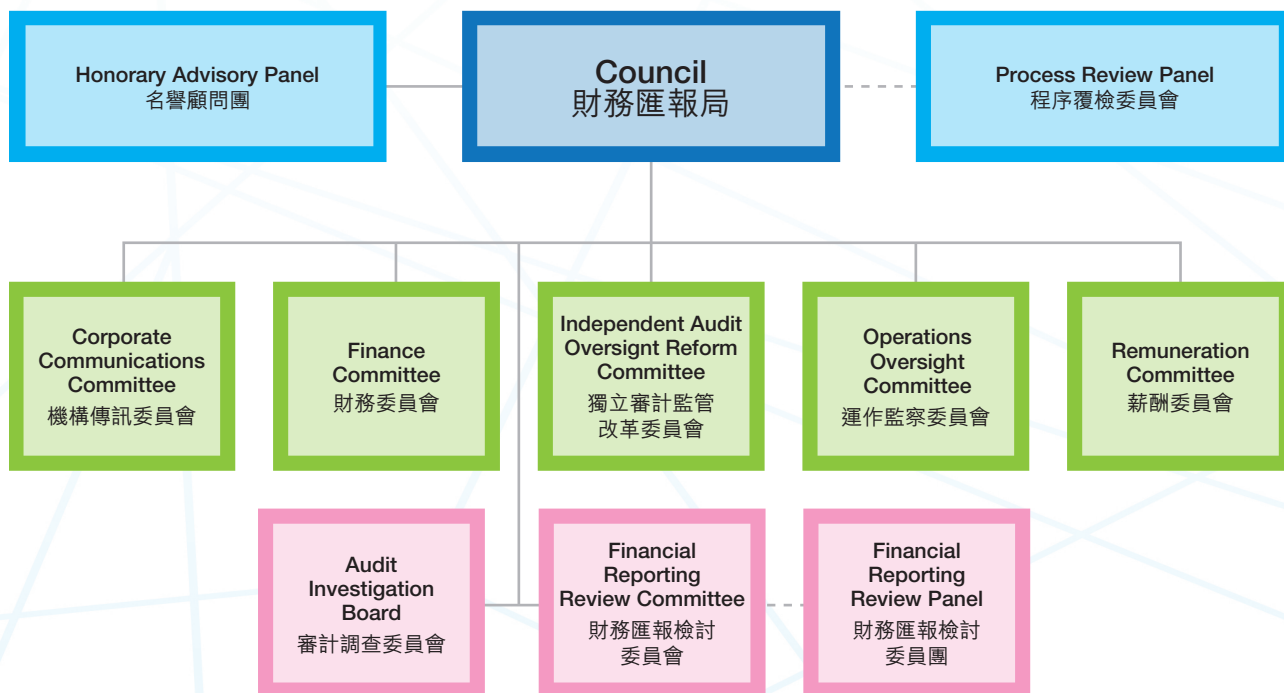 Honorary Advisory Panel
名譽顧問團
Council
財務匯報局
Process Review Panel
程序覆檢委員會
Corporate
Communications
Committee
機構傳訊委員會
Finance
Committee
財務委員會
Independent Audit
Oversignt Reform
Committee
獨立審計監管
改革委員會
Operations
Oversight
Committee
運作監察委員會
Remuneration
Committee
薪酬委員會
Audit
Investigation
Board
審計調查委員會
Financial
Reporting
Review Committee
財務匯報檢討
委員會
Financial
Reporting
Review Panel
財務匯報檢討
委員團